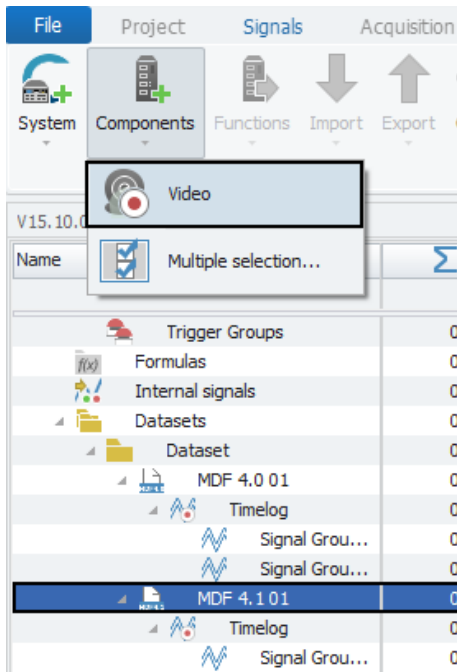 File Project Signals Acquisition
System Components Functions Import Export
Video
V15.10.0
Name Multiple selection... Σ
Trigger Groups 0
f(x) Formulas 0
Internal signals 0
Datasets 0
Dataset 0
MDF 4.0 01 0
Timelog 0
Signal Grou... 0
Signal Grou... 0
MDF 4.1 01 0
Timelog 0
Signal Grou... 0